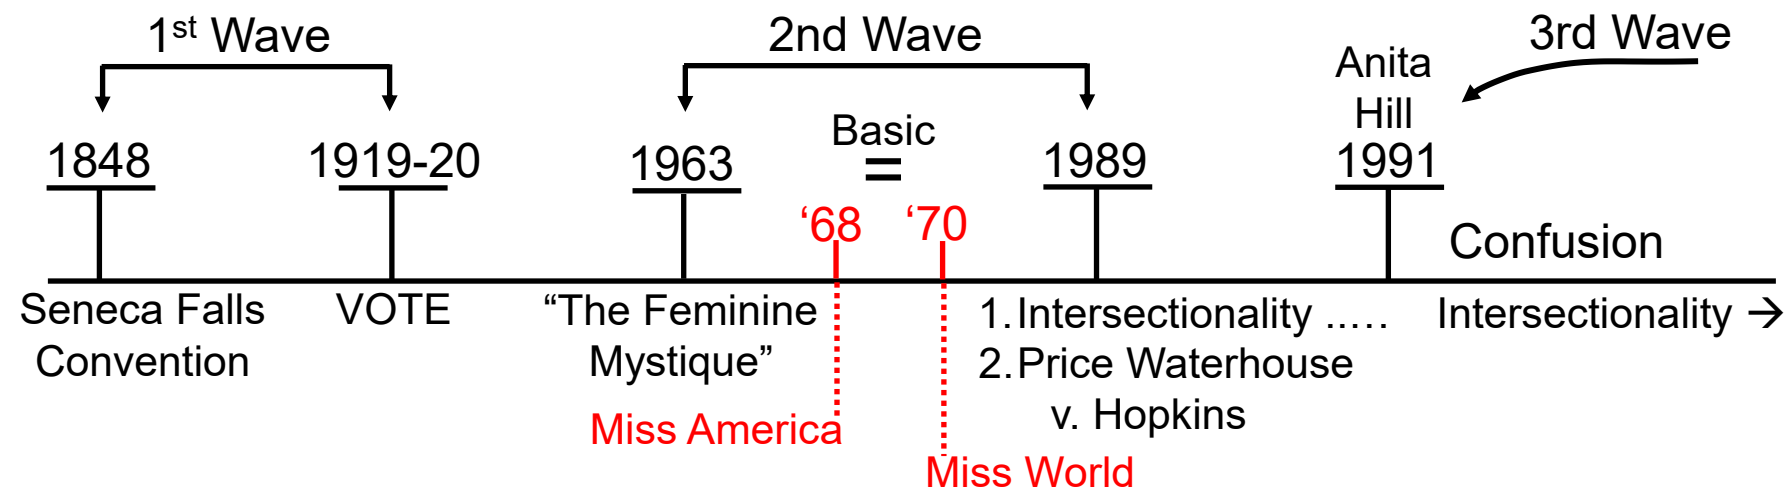 1st Wave
2nd Wave
3rd Wave
Anita
Hill
Basic
=
1848
1919-20
1963
1989
1991
‘68
‘70
Confusion
Seneca Falls
Convention
VOTE
“The Feminine
Mystique”
1. Intersectionality .....
2. Price Waterhouse
v. Hopkins
Intersectionality →
Miss America
Miss World